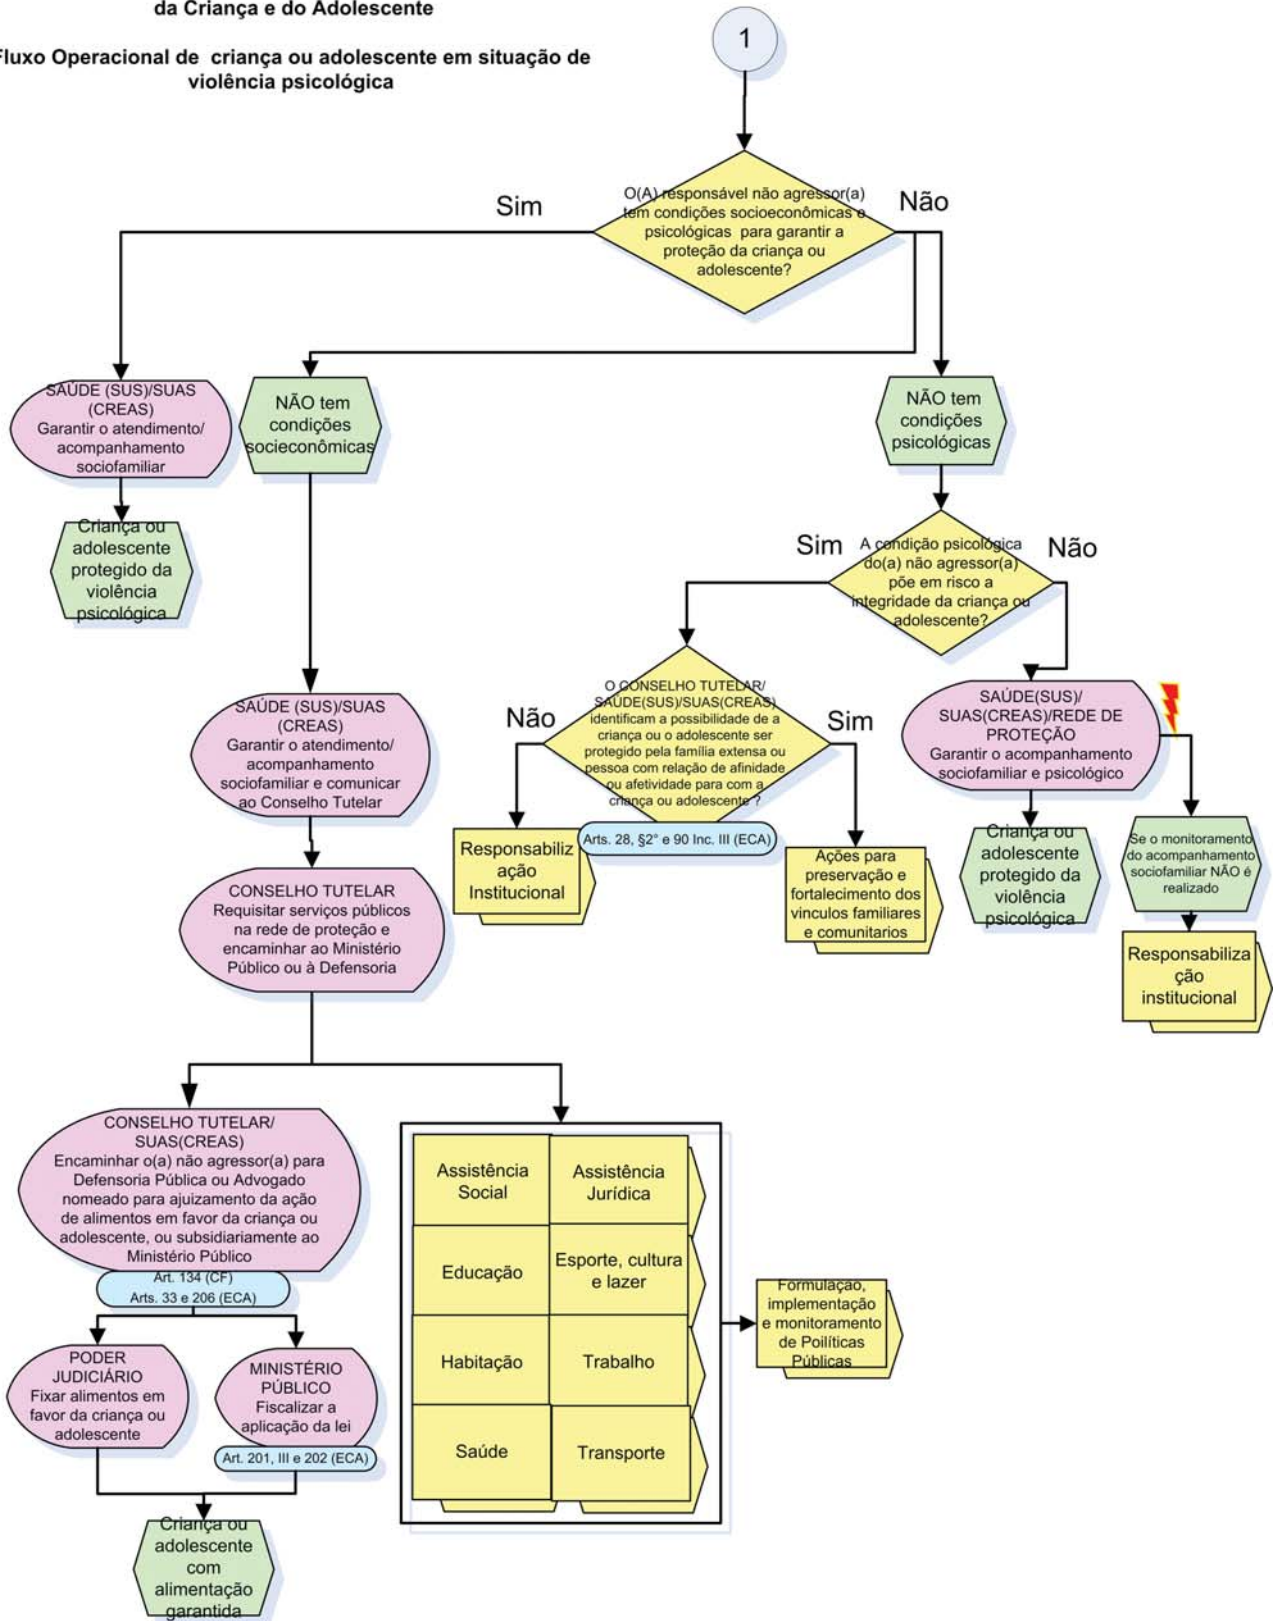 da Criança e do Adolescente
Fluxo Operacional de criança ou adolescente em situação de
violência psicológica
1
O(A) responsável não agressor(a)
tem condições socioeconômicas e
psicológicas para garantir a
proteção da criança ou
adolescente?
Sim
Não
SAÚDE (SUS)/SUAS
(CREAS)
Garantir o atendimento/
acompanhamento
sociofamiliar
NÃO tem
condições
socieconômicas
NÃO tem
condições
psicológicas
Criança ou
adolescente
protegido da
violência
psicológica
Sim
A condição psicológica
do(a) não agressor(a)
põe em risco a
integridade da criança ou
adolescente?
Não
SAÚDE (SUS)/SUAS
(CREAS)
Garantir o atendimento/
acompanhamento
sociofamiliar e comunicar
ao Conselho Tutelar
Não
O CONSELHO TUTELAR/
SAÚDE(SUS)/SUAS(CREAS)
identificam a possibilidade de a
criança ou o adolescente ser
protegido pela família extensa ou
pessoa com relação de afinidade
ou afetividade para com a
criança ou adolescente ?
Sim
Arts. 28, §2° e 90 Inc. III (ECA)
SAÚDE(SUS)/
SUAS(CREAS)/REDE DE
PROTEÇÃO
Garantir o acompanhamento
sociofamiliar e psicológico
Responsabiliz
ação
Institucional
Ações para
preservação e
fortalecimento dos
vinculos familiares
e comunitarios
Criança ou
adolescente
protegido da
violência
psicológica
Se o monitoramento
do acompanhamento
sociofamiliar NÃO é
realizado
Responsabiliza
ção
institucional
CONSELHO TUTELAR
Requisitar serviços públicos
na rede de proteção e
encaminhar ao Ministério
Público ou à Defensoria
CONSELHO TUTELAR/
SUAS(CREAS)
Encaminhar o(a) não agressor(a) para
Defensoria Pública ou Advogado
nomeado para ajuizamento da ação
de alimentos em favor da criança ou
adolescente, ou subsidiariamente ao
Ministério Público
Art. 134 (CF)
Arts. 33 e 206 (ECA)
PODER
JUDICIÁRIO
Fixar alimentos em
favor da criança ou
adolescente
MINISTÉRIO
PÚBLICO
Fiscalizar a
aplicação da lei
Art. 201, III e 202 (ECA)
Criança ou
adolescente
com
alimentação
garantida
Assistência
Social
Assistência
Jurídica
Educação
Esporte, cultura
e lazer
Habitação
Trabalho
Saúde
Transporte
Formulação,
implementação
e monitoramento
de Poilíticas
Públicas